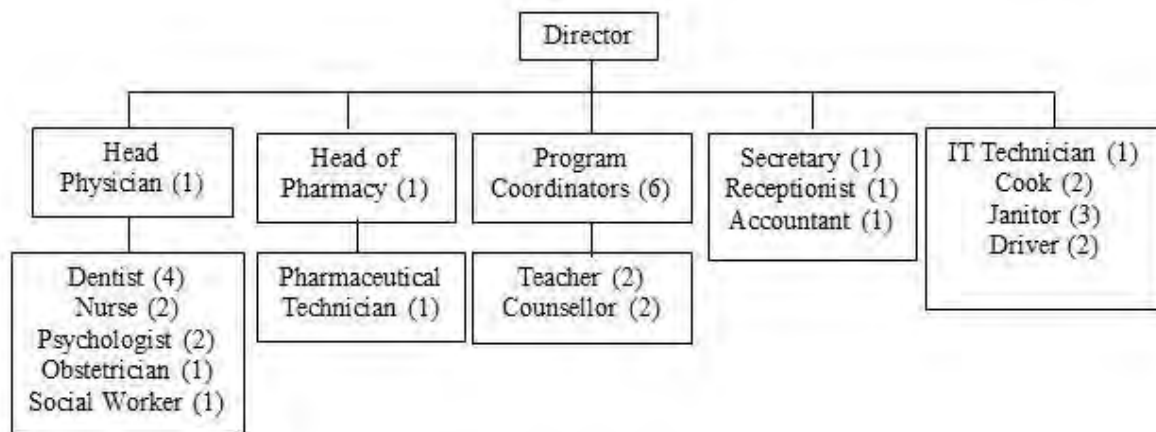 Director
Head
Physician (1)
Head of
Pharmacy (1)
Program
Coordinators (6)
Secretary (1)
Receptionist (1)
Accountant (1)
IT Technician (1)
Cook (2)
Janitor (3)
Driver (2)
Dentist (4)
Nurse (2)
Psychologist (2)
Obstetrician (1)
Social Worker (1)
Pharmaceutical
Technician (1)
Teacher (2)
Counsellor (2)